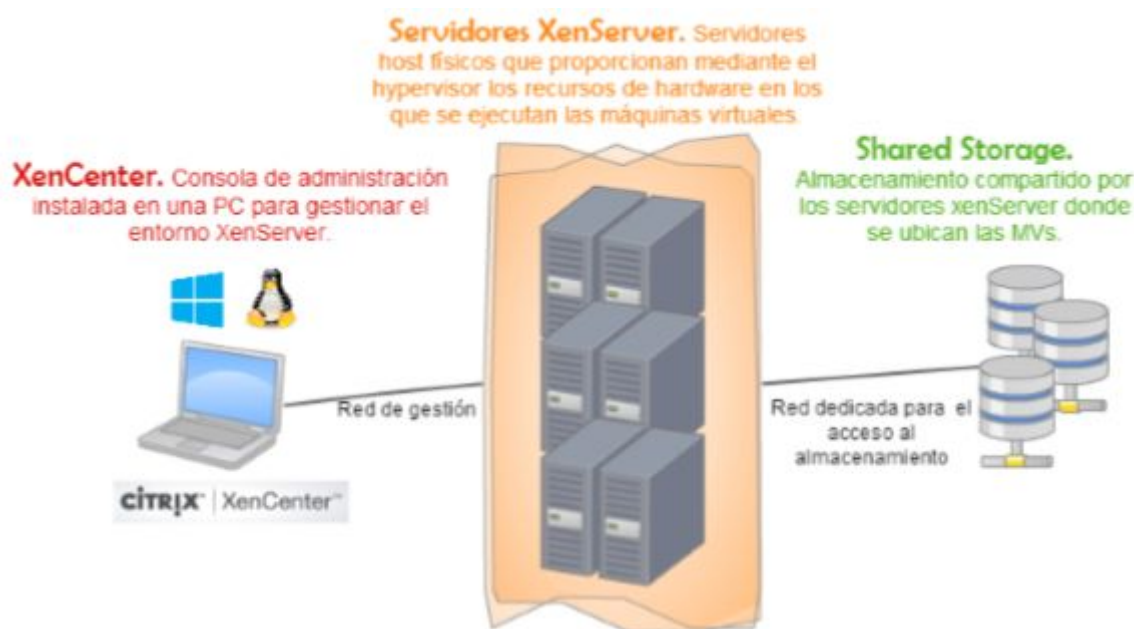 Servidores XenServer. Servidores
host físicos que proporcionan mediante el
hypervisor los recursos de hardware en los
que se ejecutan las máquinas virtuales.
XenCenter. Consola de administración
instalada en una PC para gestionar el
entorno XenServer.
Shared Storage.
Almacenamiento compartido por
los servidores xenServer donde
se ubican las MVs.
Red de gestión
Red dedicada para el
acceso al
almacenamiento
CITRIX™ | XenCenter™